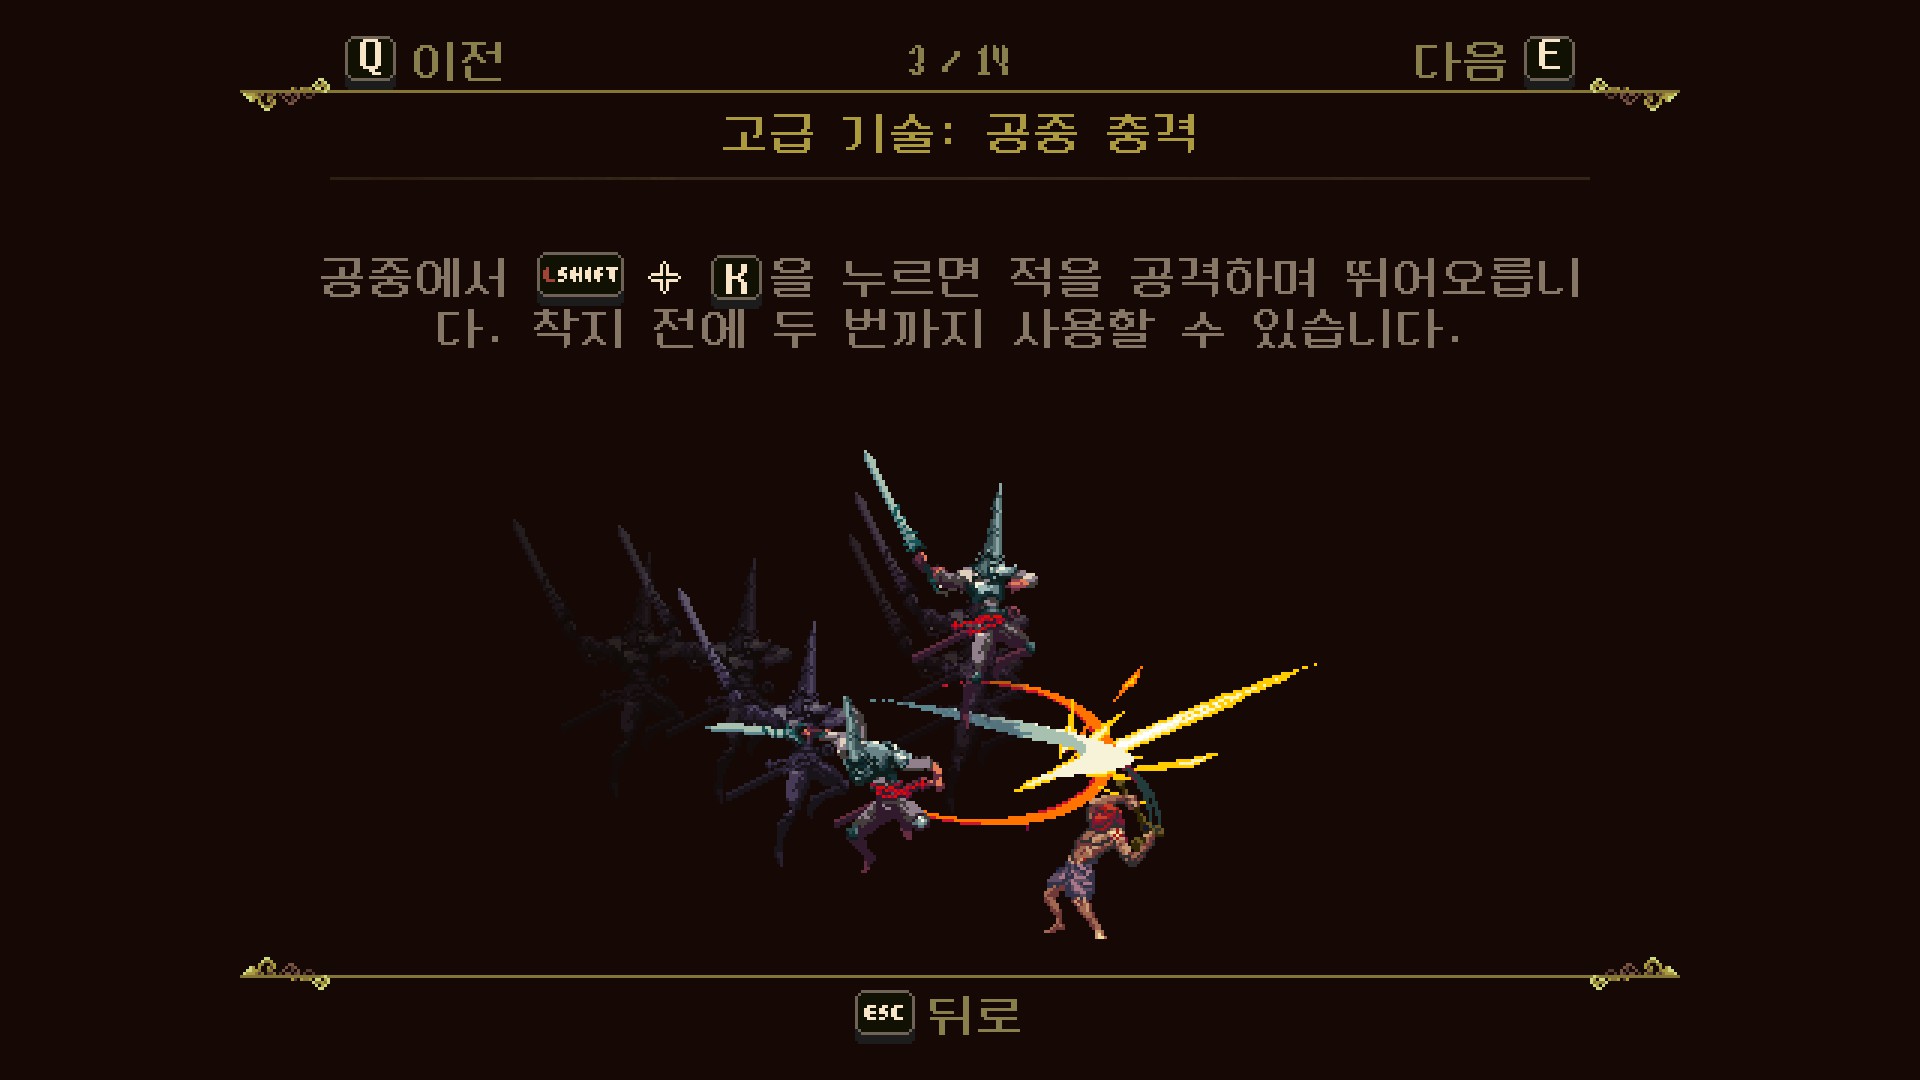 Q 이전 3 / 14 다음 E
고급 기술: 공중 충격
공중에서 LSHIFT + K을 누르면 적을 공격하며 뛰어오릅니
다. 착지 전에 두 번까지 사용할 수 있습니다.
ESC 뒤로